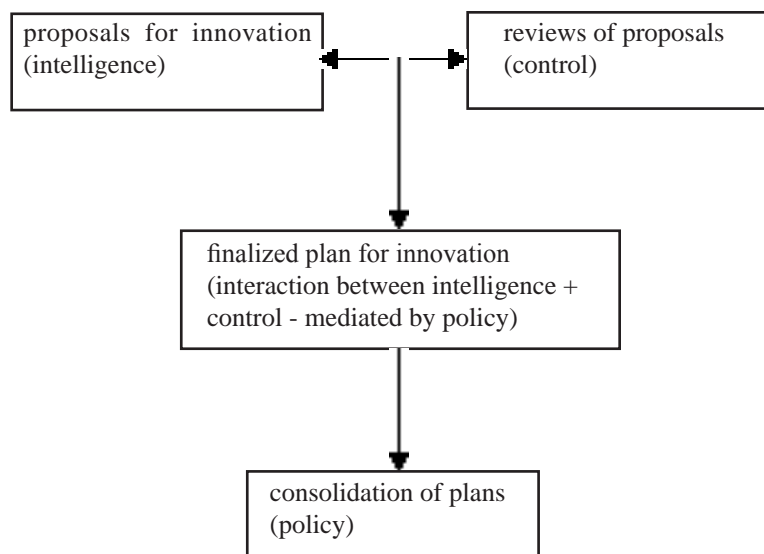 proposals for innovation
(intelligence)
reviews of proposals
(control)
finalized plan for innovation
(interaction between intelligence +
control - mediated by policy)
consolidation of plans
(policy)